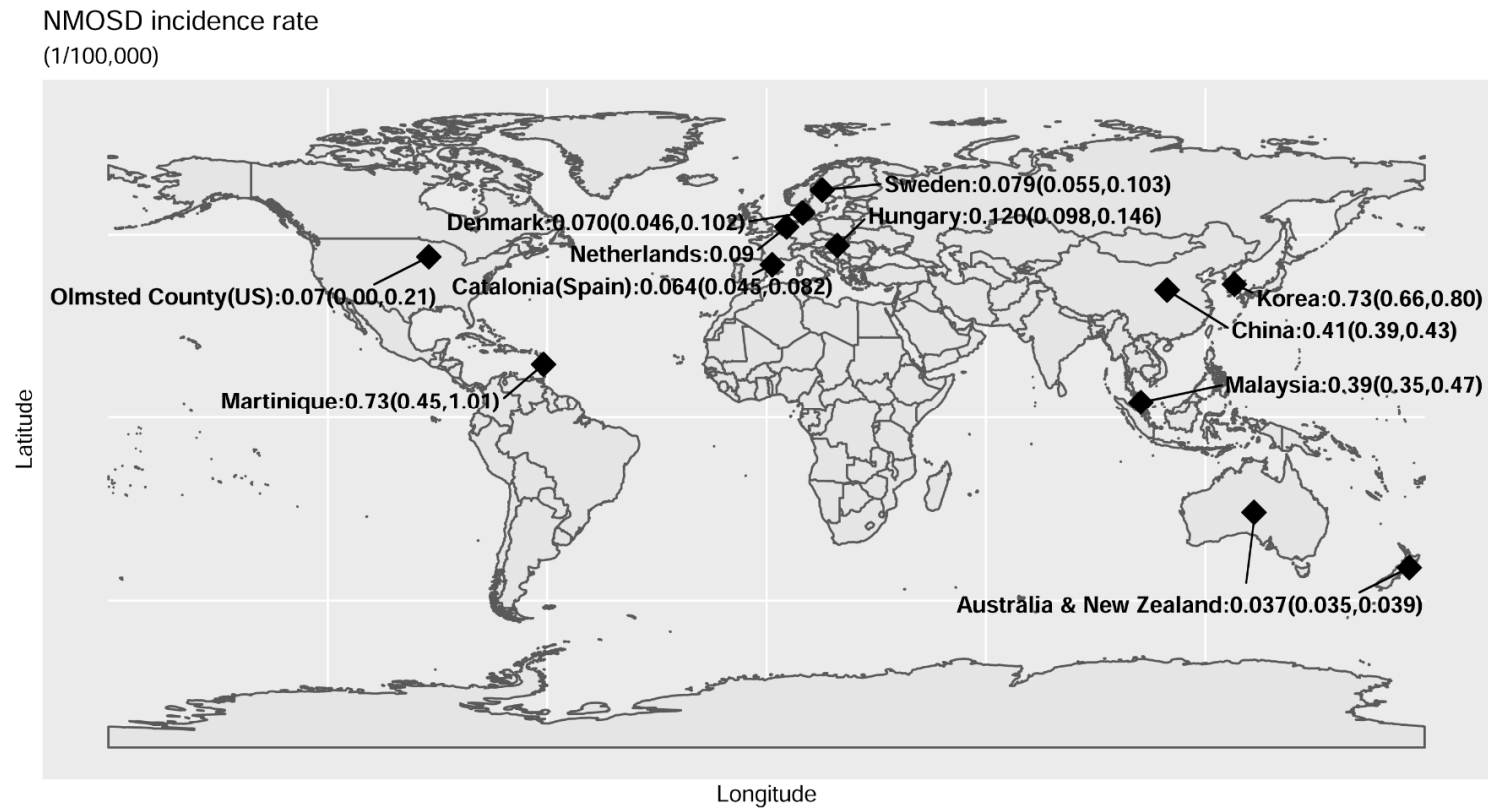 NMOSD incidence rate
(1/100,000)
Sweden:0.079(0.055,0.103)
Denmark:0.070(0.046,0.102)
Hungary:0.120(0.098,0.146)
Netherlands:0.09
Catalonia(Spain):0.064(0.045,0.082)
Olmsted County(US):0.07(0.00,0.21)
Korea:0.73(0.66,0.80)
China:0.41(0.39,0.43)
Malaysia:0.39(0.35,0.47)
Martinique:0.73(0.45,1.01)
Australia & New Zealand:0.037(0.035,0.039)
Latitude
Longitude